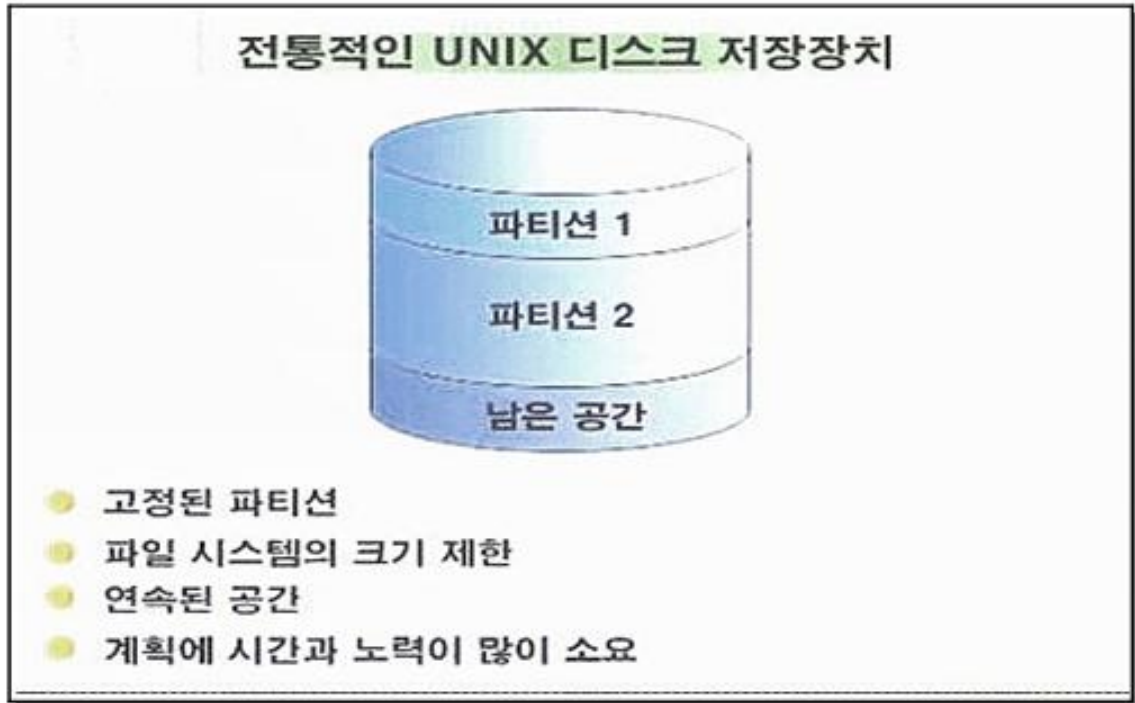 전통적인 UNIX 디스크 저장장치
파티션 1
파티션 2
남은 공간
고정된 파티션
파일 시스템의 크기 제한
연속된 공간
계획에 시간과 노력이 많이 소요